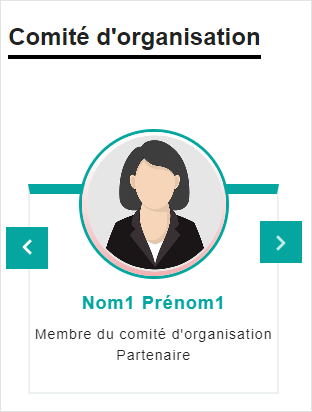 Comité d'organisation
Nom1 Prénom1
Membre du comité d'organisation
Partenaire